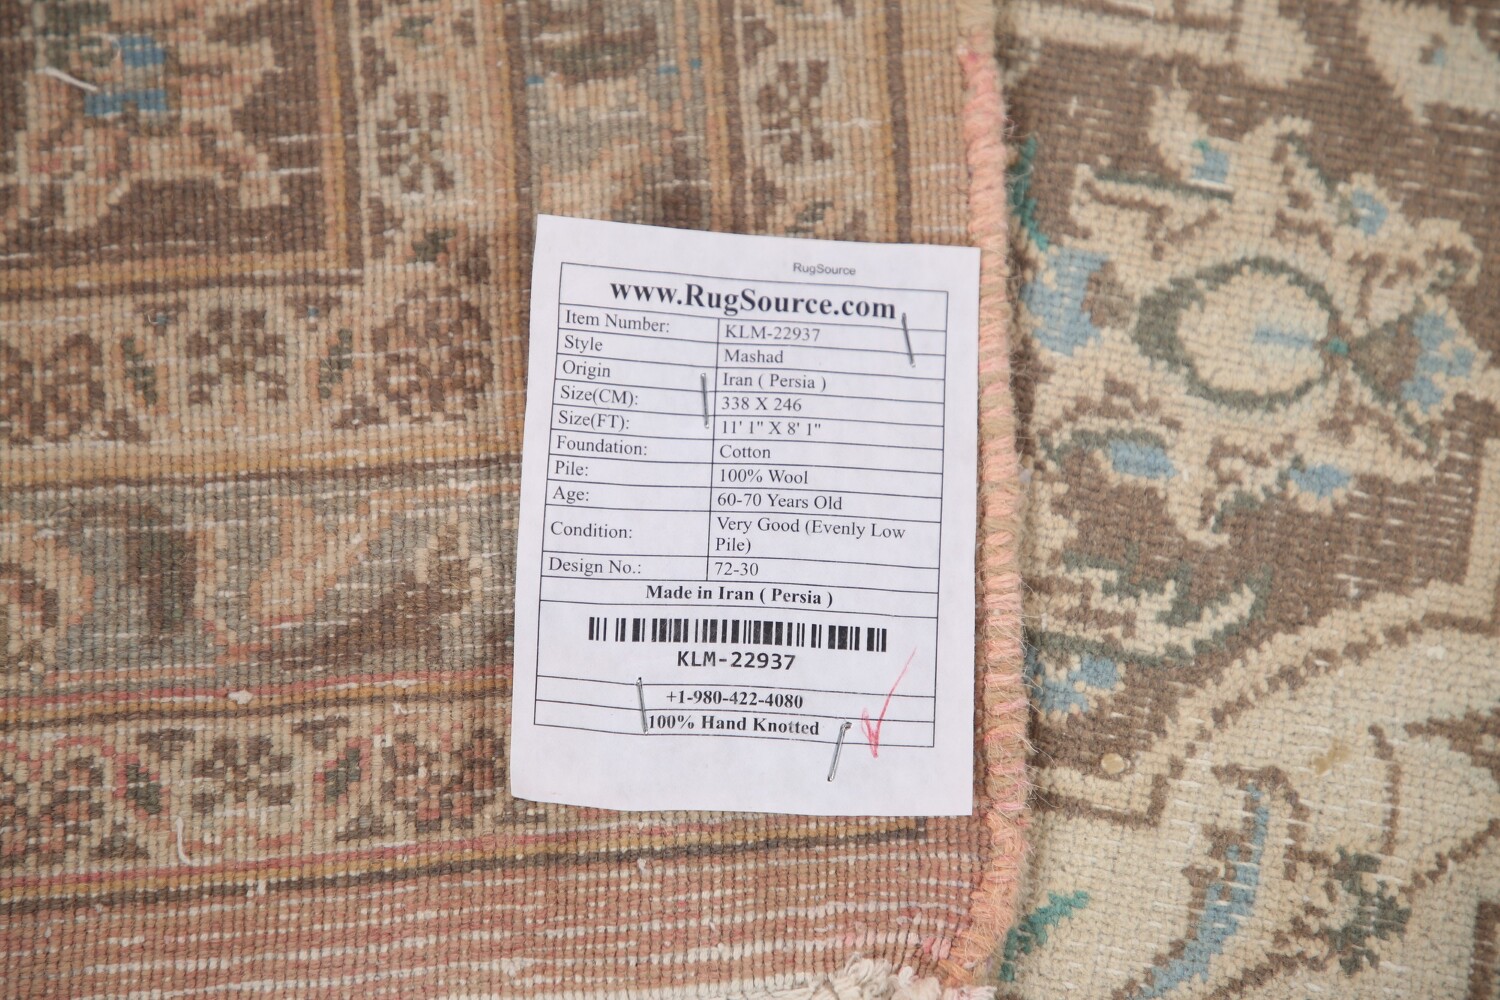 RugSource
www.RugSource.com
Item Number: KLM-22937
Style Mashad
Origin Iran ( Persia )
Size(CM): 338 X 246
Size(FT): 11' 1" X 8' 1"
Foundation: Cotton
Pile: 100% Wool
Age: 60-70 Years Old
Condition: Very Good (Evenly Low
Pile)
Design No.: 72-30
Made in Iran ( Persia )
KLM-22937
+1-980-422-4080
100% Hand Knotted